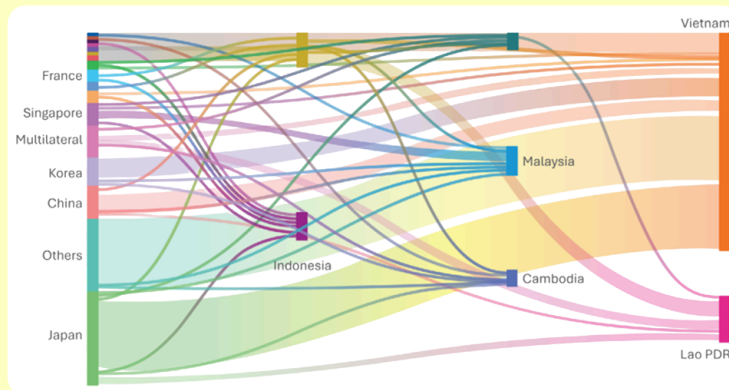 Vietnam
France
Singapore
Multilateral
Korea
Malaysia
China
Others
Indonesia
Cambodia
Japan
Lao PDR